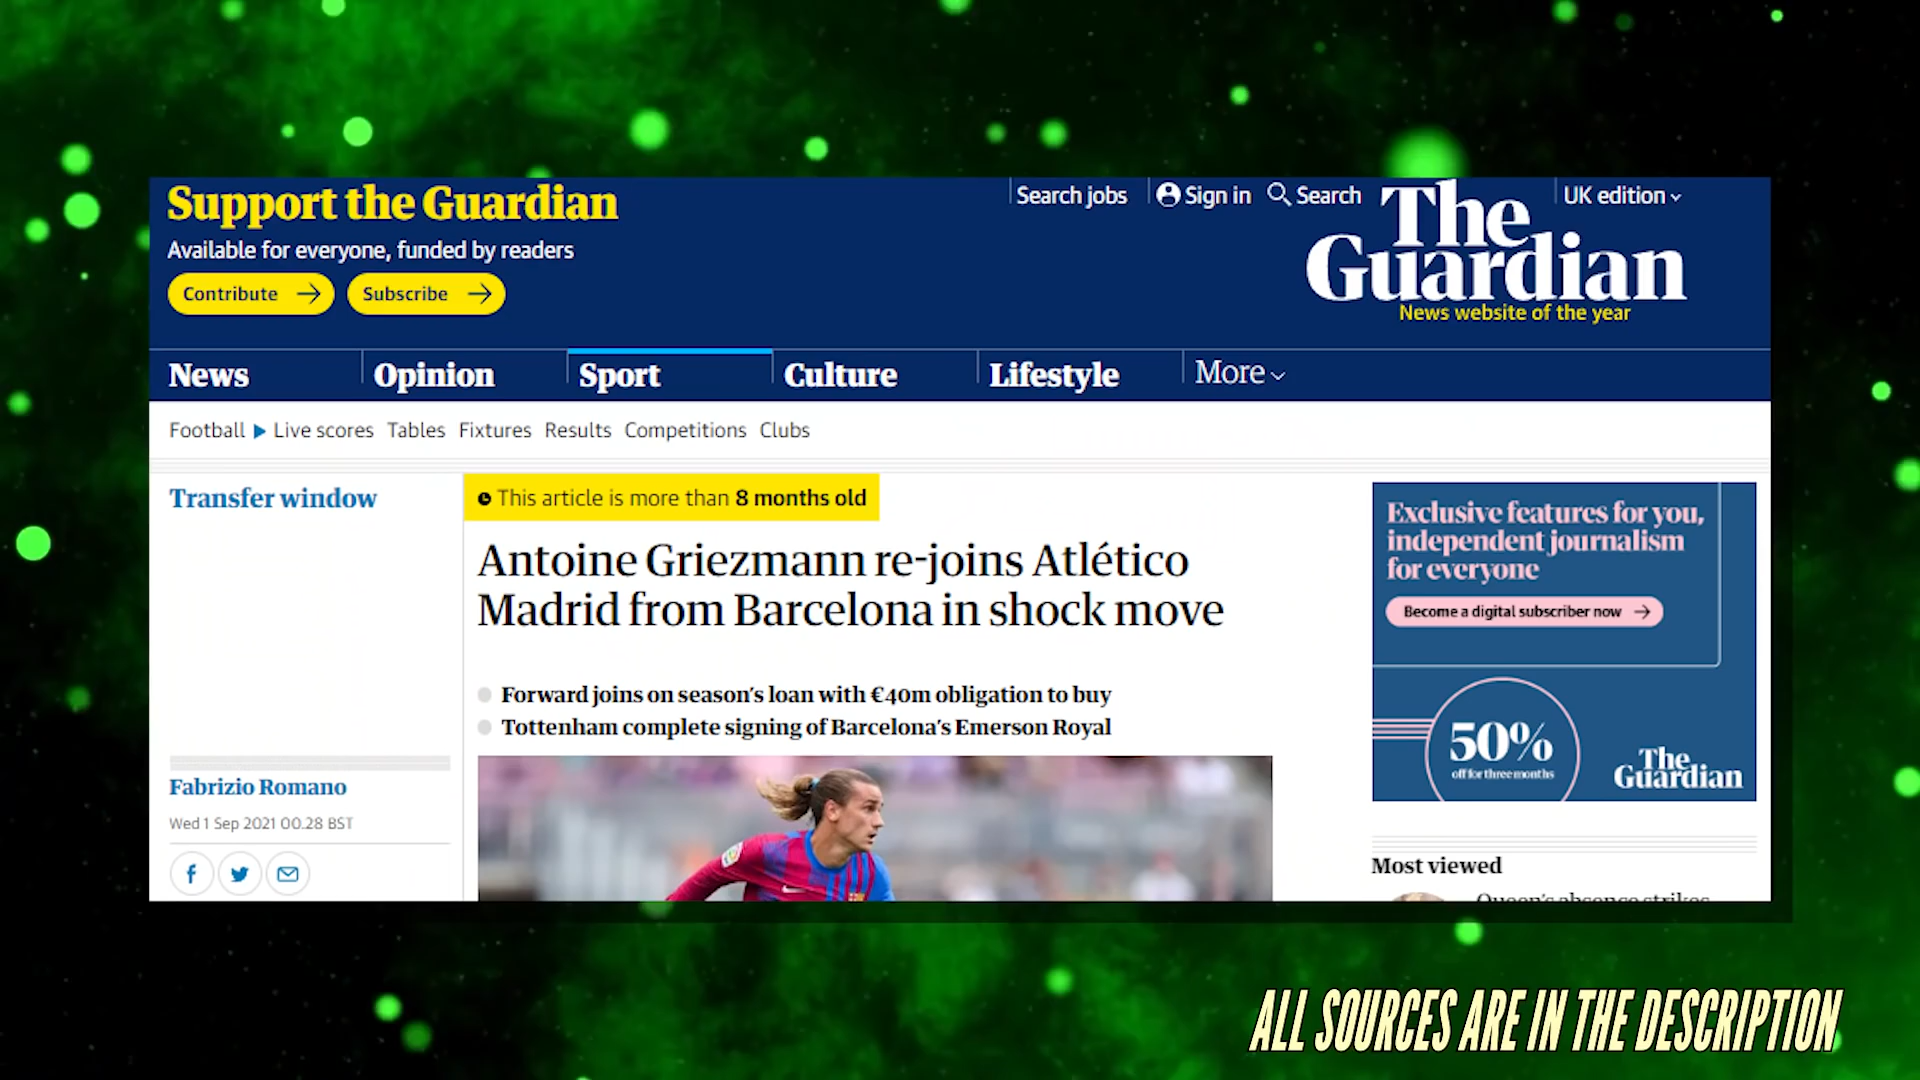 Support the Guardian
Available for everyone, funded by readers
Contribute
Subscribe
Search jobs
Sign in
Search
UK edition
The
Guardian
News website of the year
News
Opinion
Sport
Culture
Lifestyle
More
Football
Live scores
Tables
Fixtures
Results
Competitions
Clubs
Transfer window
This article is more than 8 months old
Antoine Griezmann re-joins Atlético
Madrid from Barcelona in shock move
Forward joins on season's loan with €40m obligation to buy
Tottenham complete signing of Barcelona's Emerson Royal
Fabrizio Romano
Wed 1 Sep 2021 00.28 BST
Exclusive features for you,
independent journalism
for everyone
Become a digital subscriber now
50%
off for three months
The
Guardian
Most viewed
Queen's absence strikes
ALL SOURCES ARE IN THE DESCRIPTION